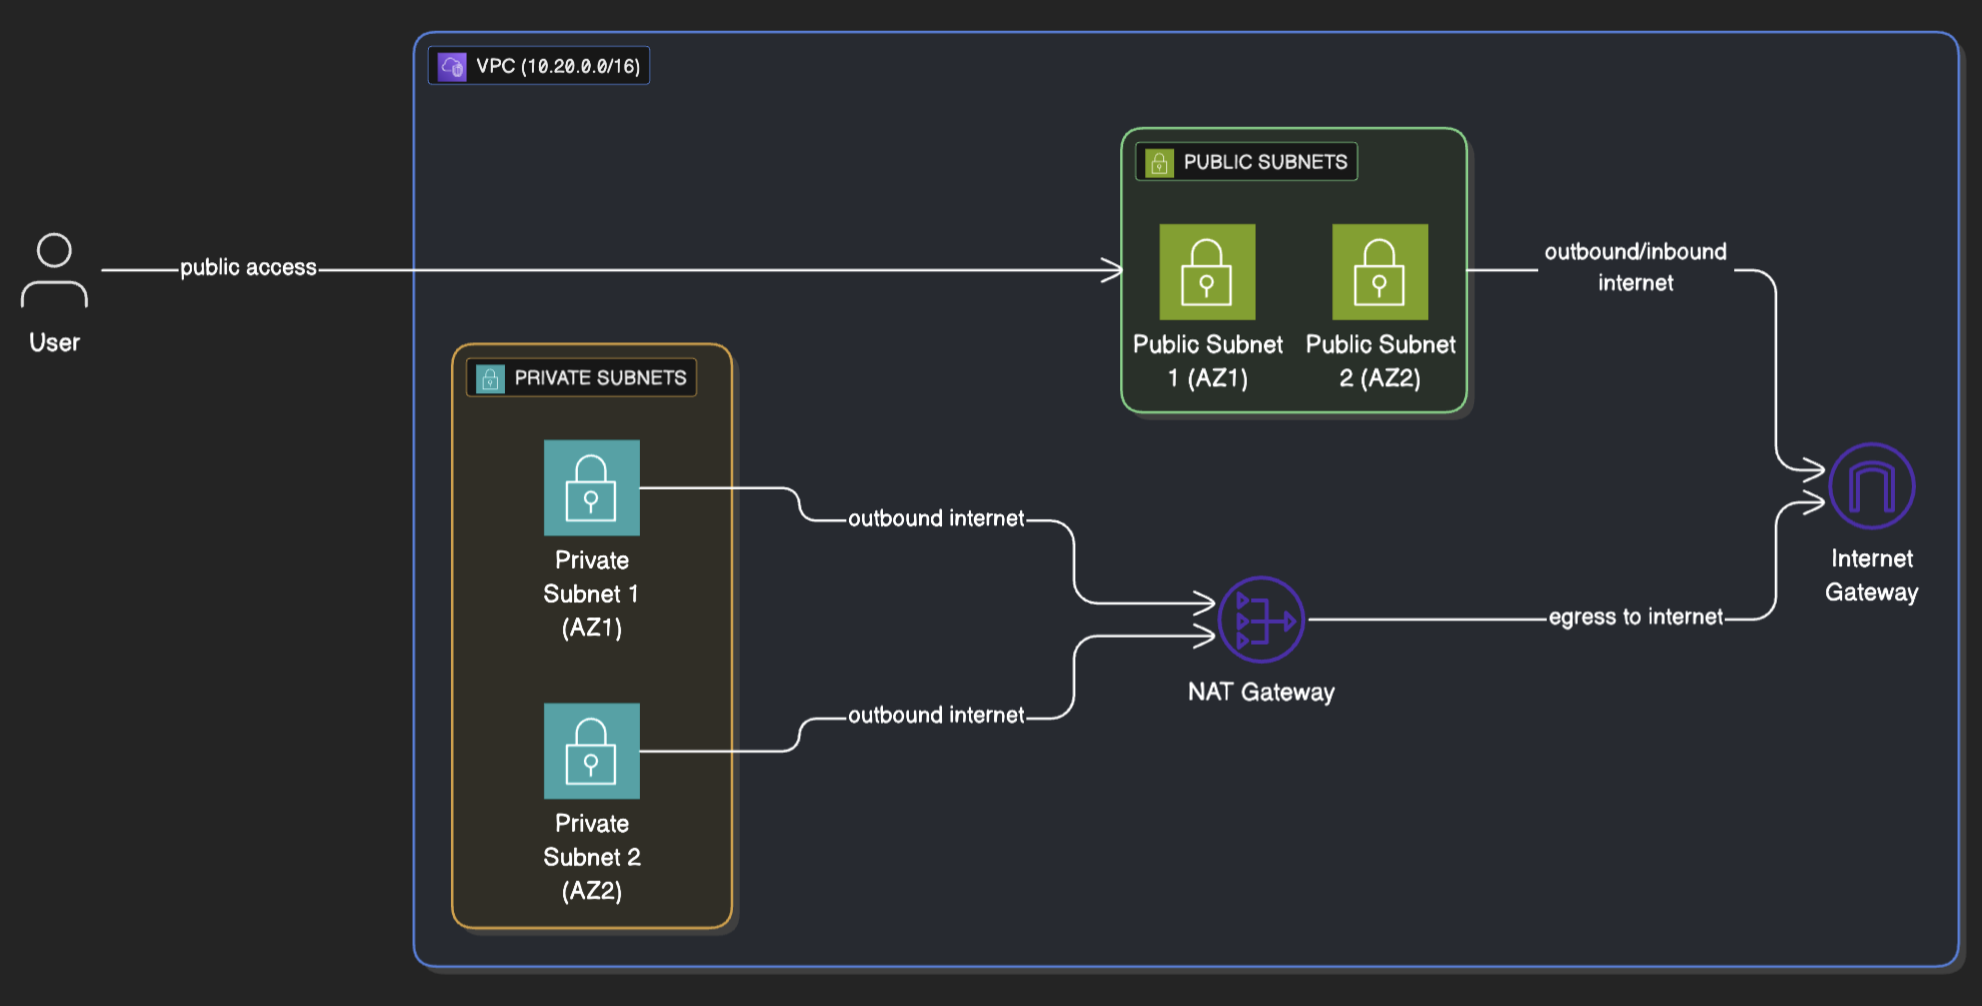 VPC (10.20.0.0/16)
PUBLIC SUBNETS
public access
outbound/inbound
internet
User
Public Subnet
1 (AZ1)
Public Subnet
2 (AZ2)
PRIVATE SUBNETS
Private
Subnet 1
(AZ1)
outbound internet
Internet
Gateway
egress to internet
NAT Gateway
outbound internet
Private
Subnet 2
(AZ2)